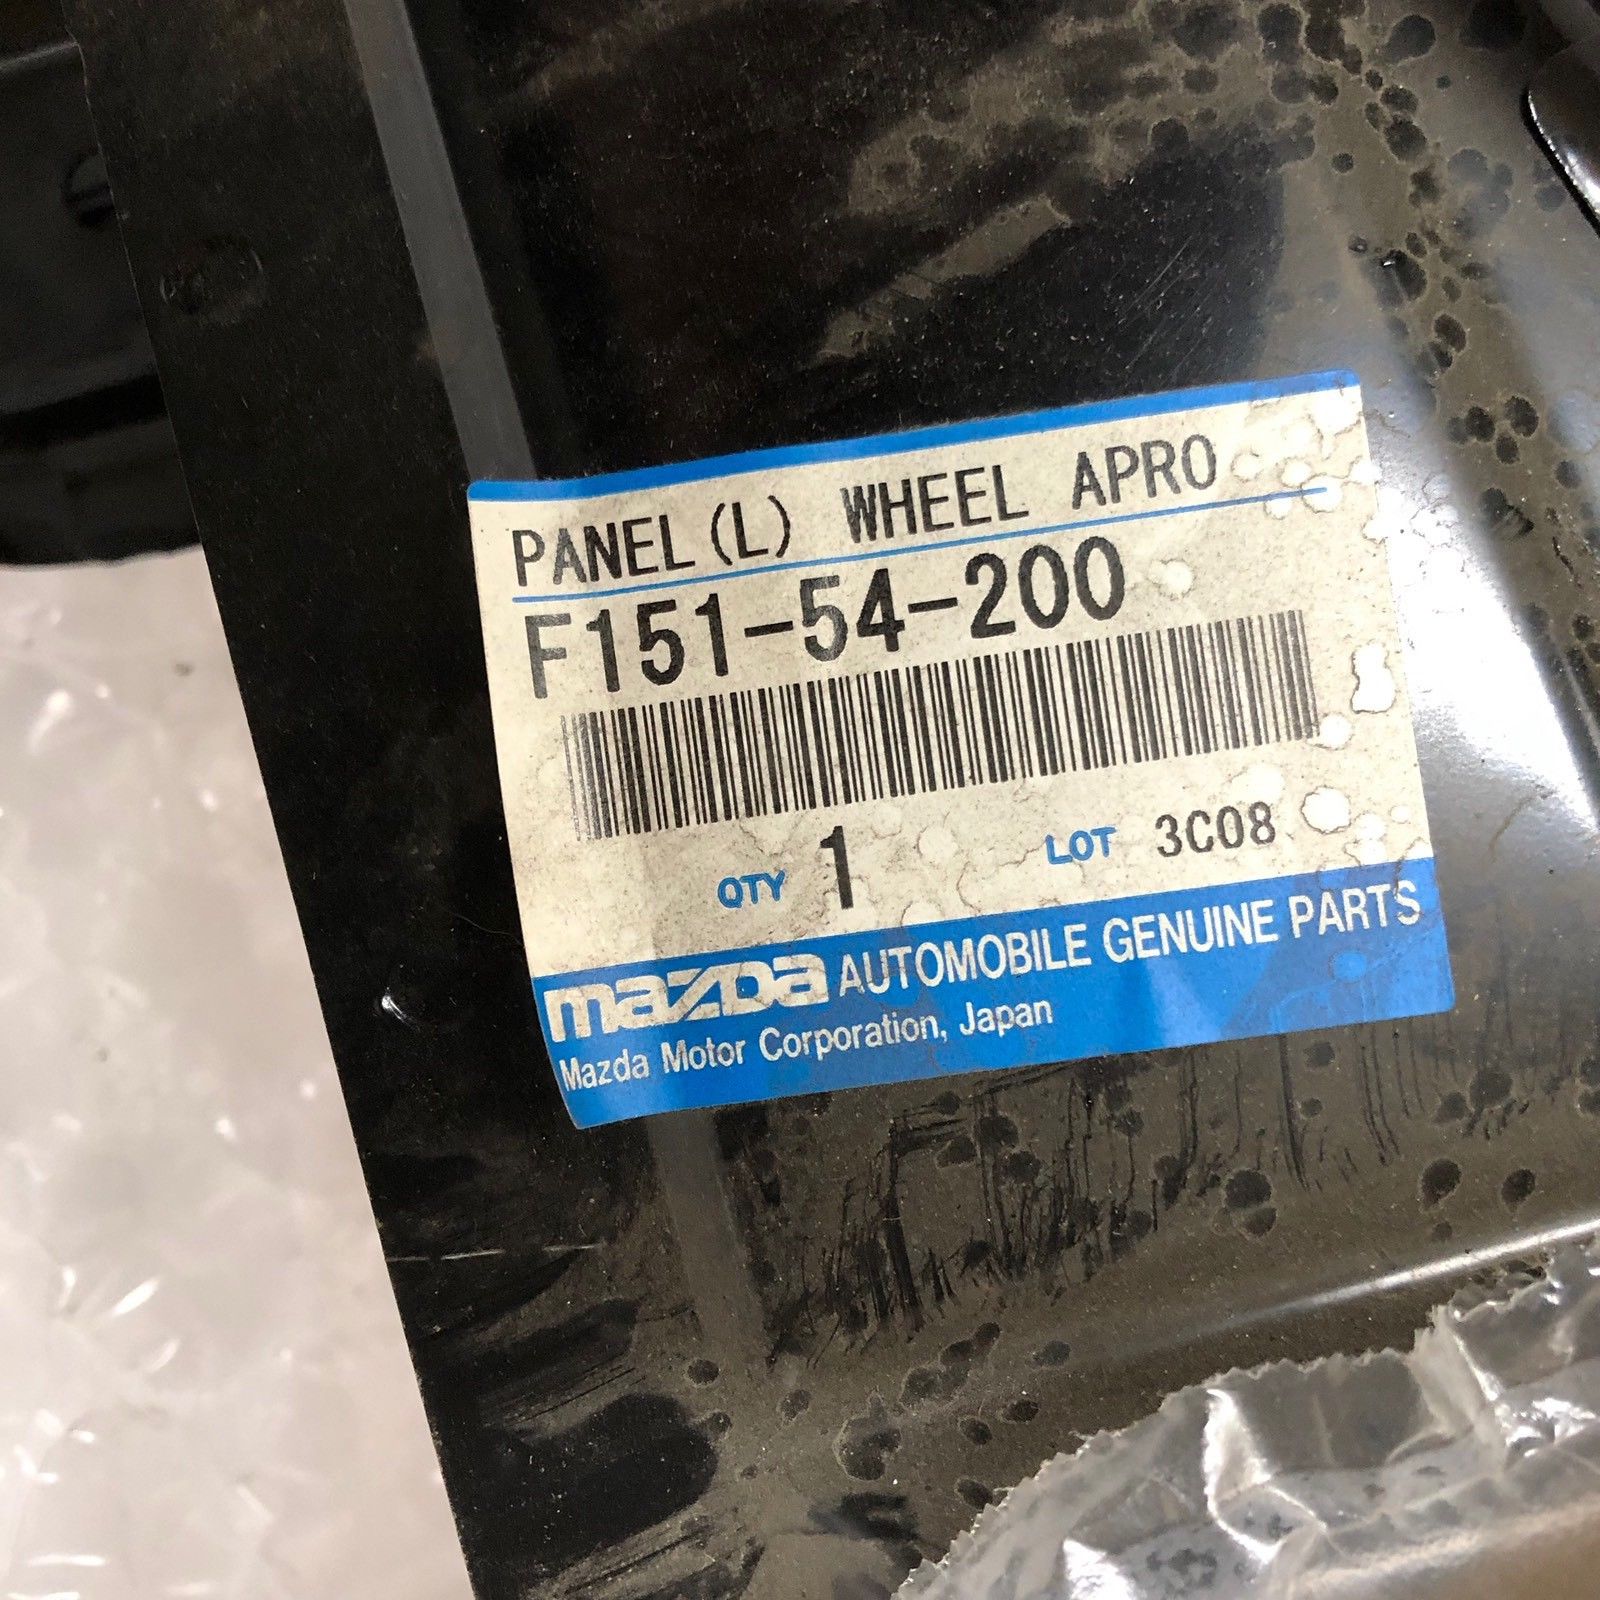 PANEL(L) WHEEL APRO
F151-54-200
QTY 1 LOT 3C08
mazda AUTOMOBILE GENUINE PARTS
Mazda Motor Corporation, Japan